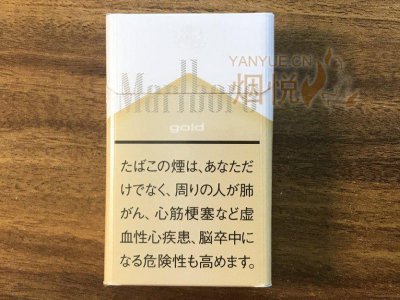 YANYUE.CN
烟悦
Marlboro
gold
たばこの煙は、あなただ
けでなく、周りの人が肺
がん、心筋梗塞など虚
血性心疾患、脳卒中に
なる危険性も高めます。